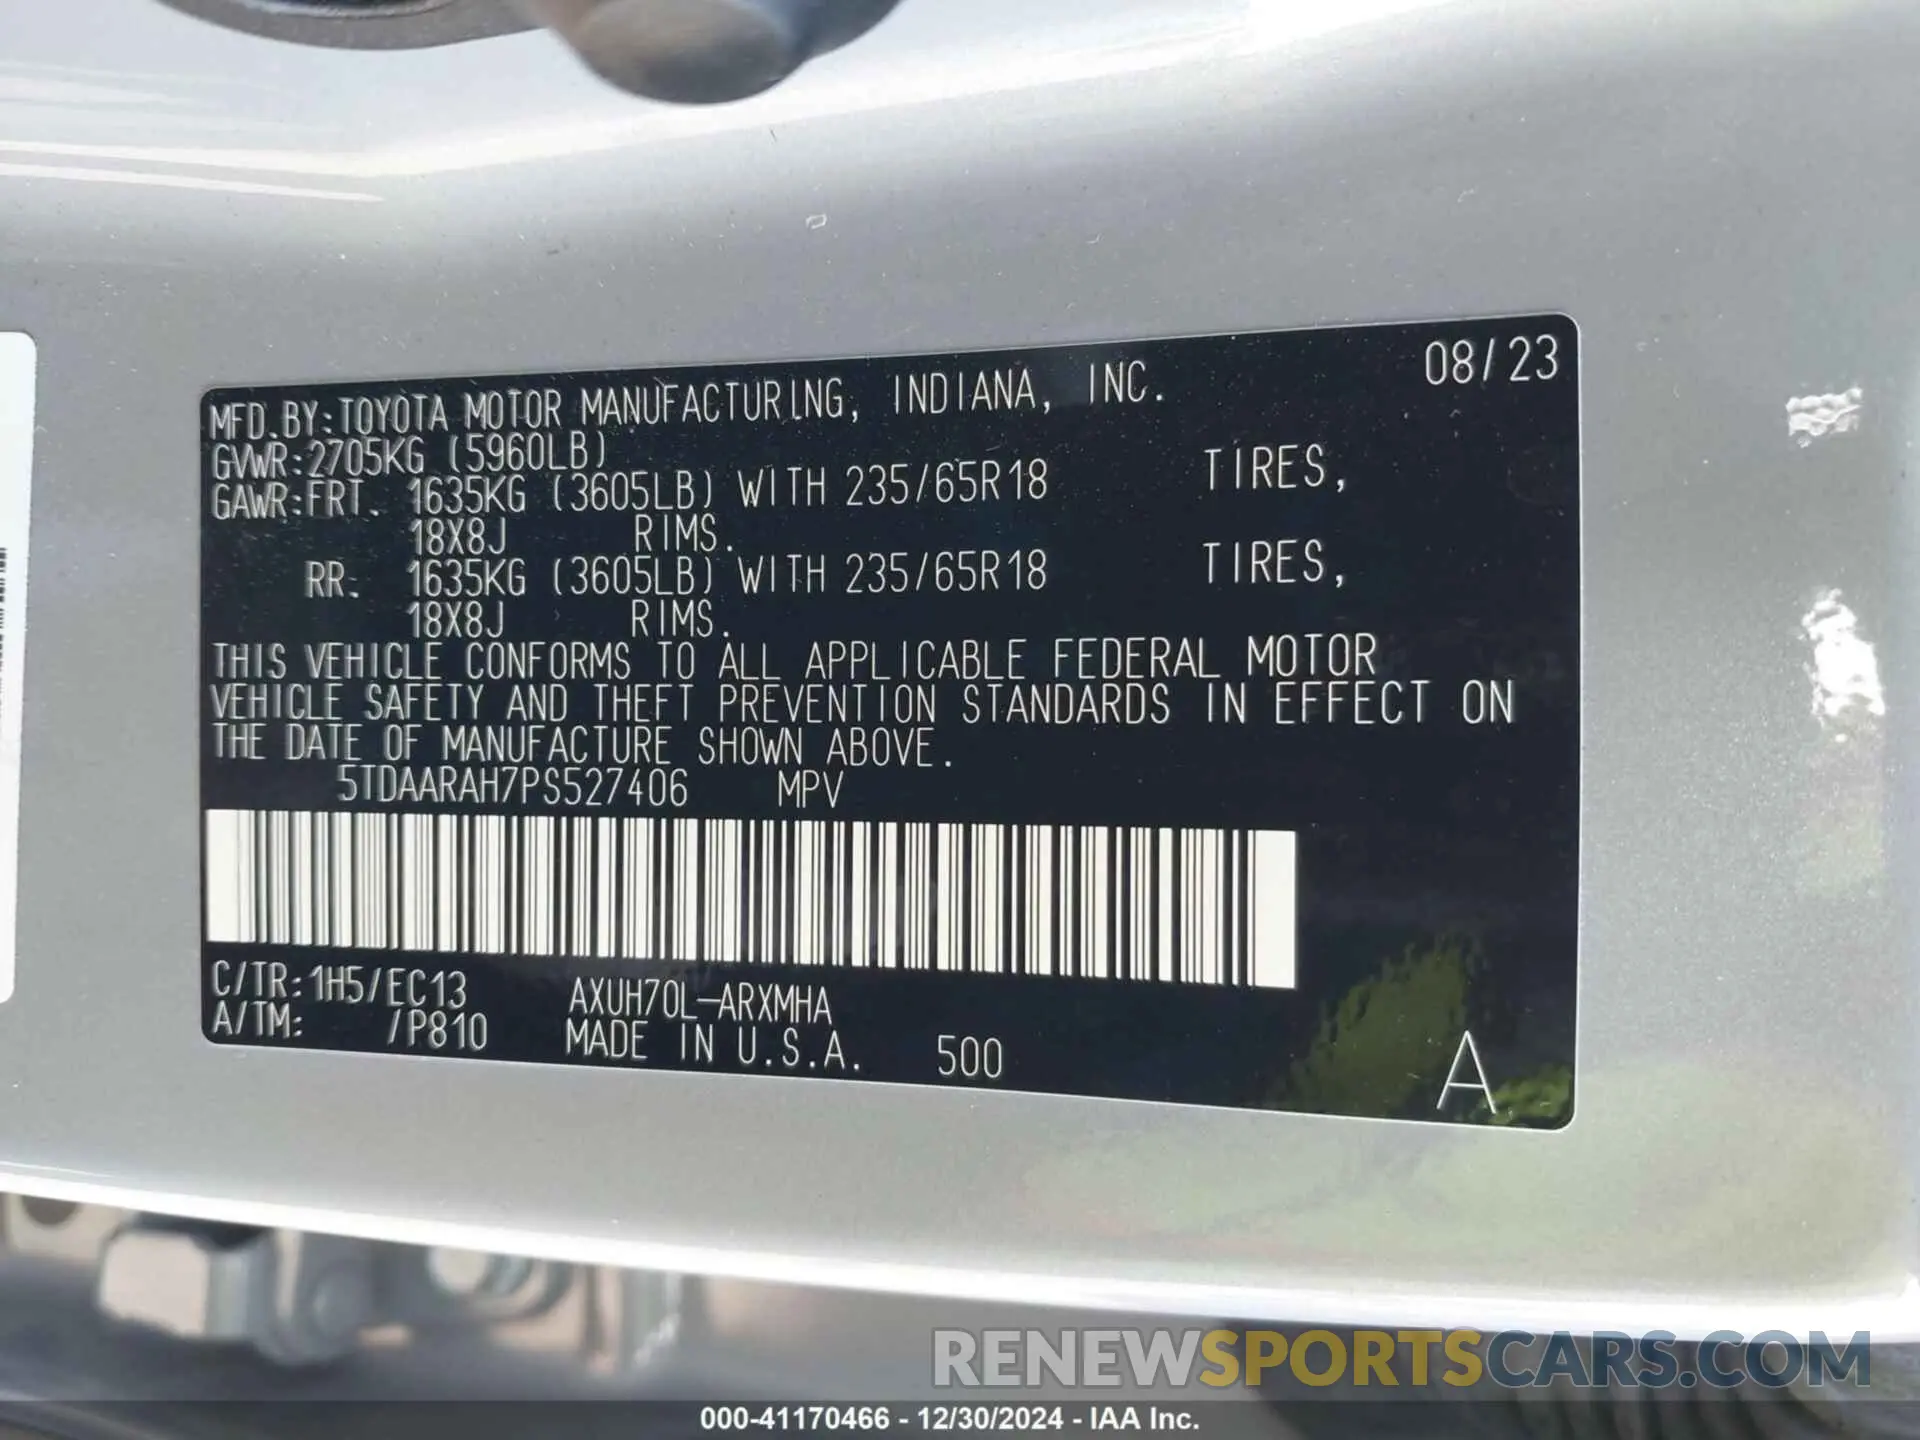 08/23
MFD.BY:TOYOTA MOTOR MANUFACTURING, INDIANA, INC.
GVWR:2705KG (5960LB)
GAWR:FRT. 1635KG (3605LB) WITH 235/65R18 TIRES,
18X8J RIMS.
RR: 1635KG (3605LB) WITH 235/65R18 TIRES,
18X8J RIMS.
THIS VEHICLE CONFORMS TO ALL APPLICABLE FEDERAL MOTOR
VEHICLE SAFETY AND THEFT PREVENTION STANDARDS IN EFFECT ON
THE DATE OF MANUFACTURE SHOWN ABOVE.
5TDAARAH7PS527406 MPV
C/TR:1H5/EC13 AXUH70L-ARXMHA
A/TM: /P810 MADE IN U.S.A. 500 A
RENEWSPORTSCARS.COM
000-41170466 - 12/30/2024 - IAA Inc.